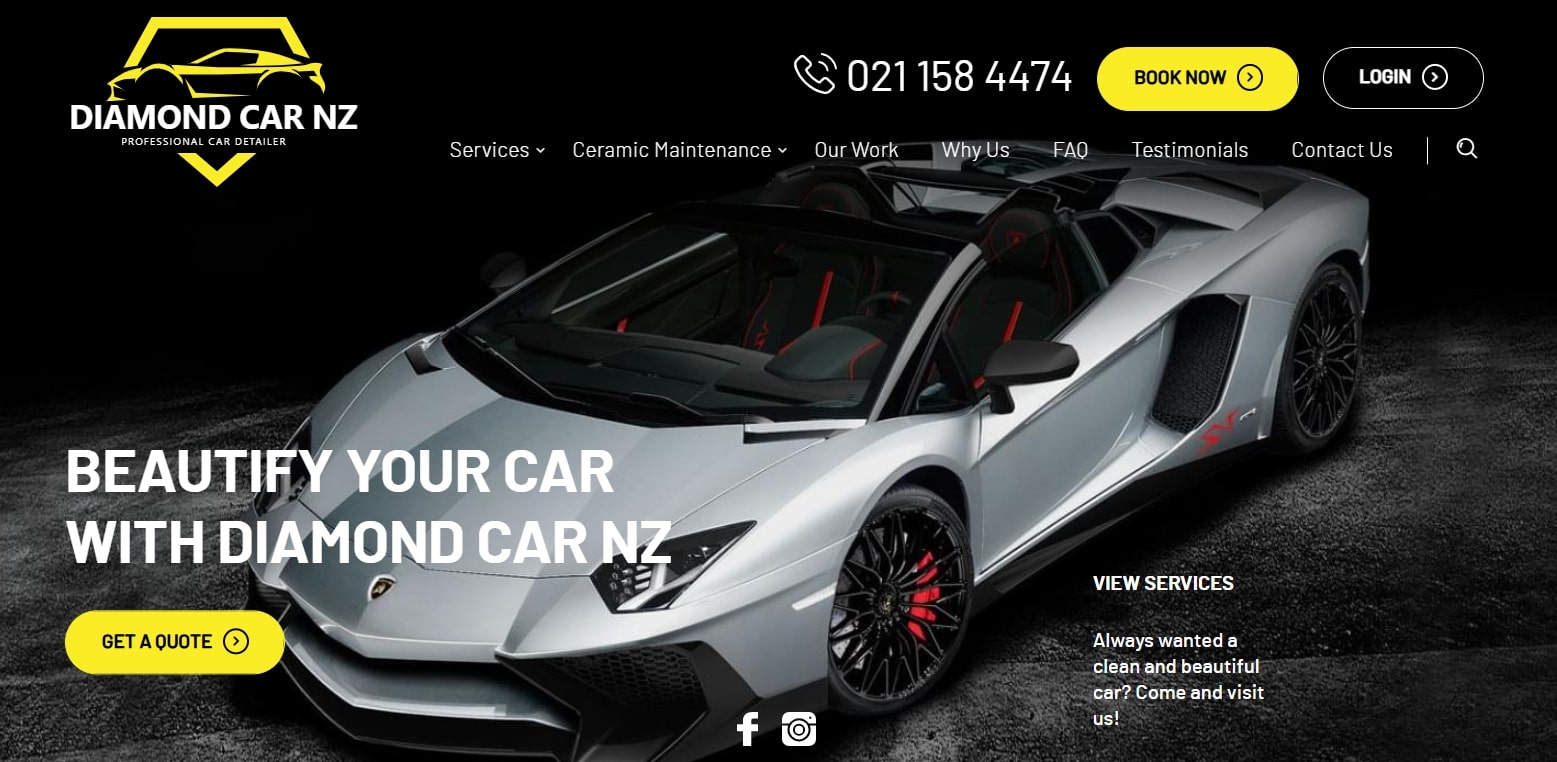 DIAMOND CAR NZ
PROFESSIONAL CAR DETAILER
021 158 4474
BOOK NOW
LOGIN
Services
Ceramic Maintenance
Our Work
Why Us
FAQ
Testimonials
Contact Us
SV
BEAUTIFY YOUR CAR
WITH DIAMOND CAR NZ
GET A QUOTE
VIEW SERVICES
Always wanted a
clean and beautiful
car? Come and visit
us!